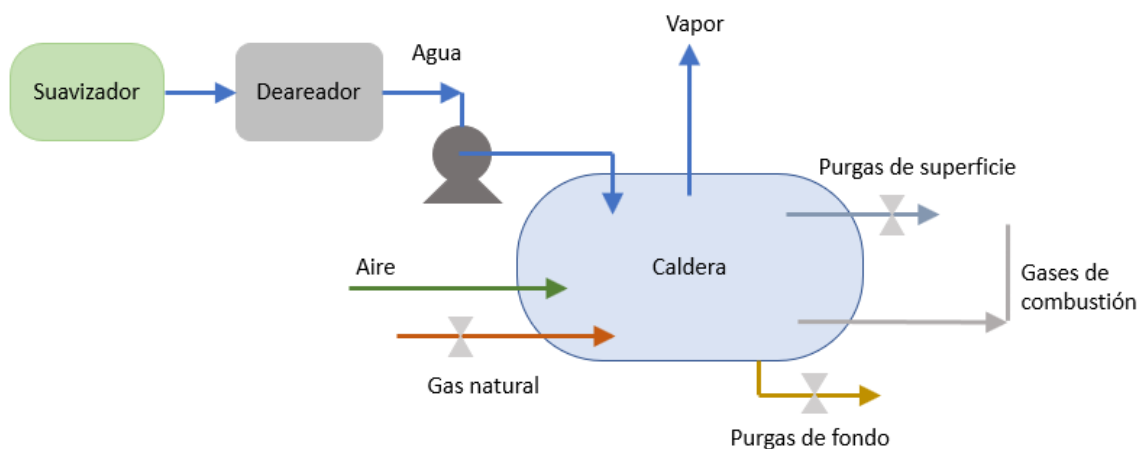 Vapor
Agua
Suavizador
Deareador
Purgas de superficie
Aire
Caldera
Gases de
combustión
Gas natural
Purgas de fondo